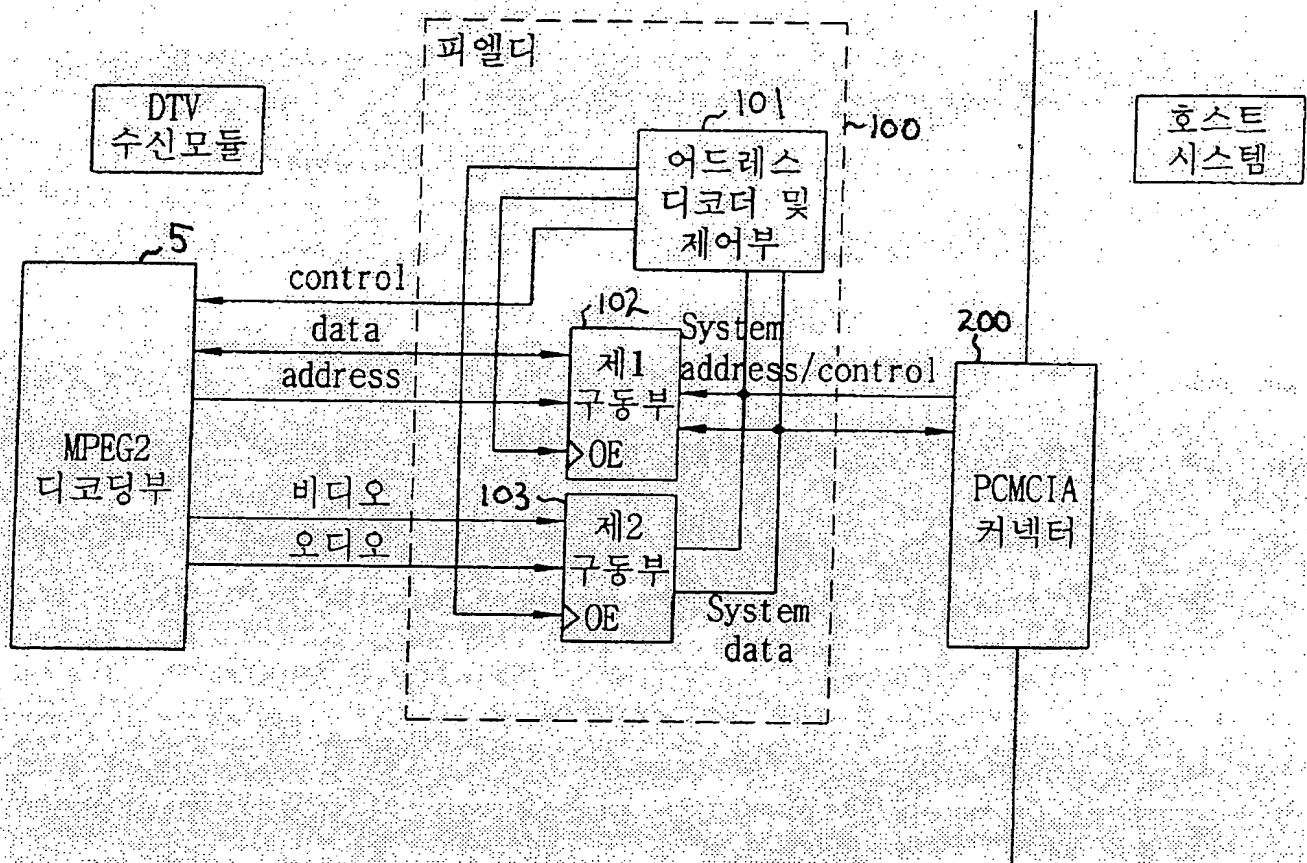 피엘디
DTV
수신모듈
101
100
어드레스
디코더 및
제어부
호스트
시스템
5
control
data
address
102
제1
구동부
OE
System
address/control
200
MPEG2
디코딩부
비디오
오디오
103
제2
구동부
OE
System
data
PCMCIA
커넥터